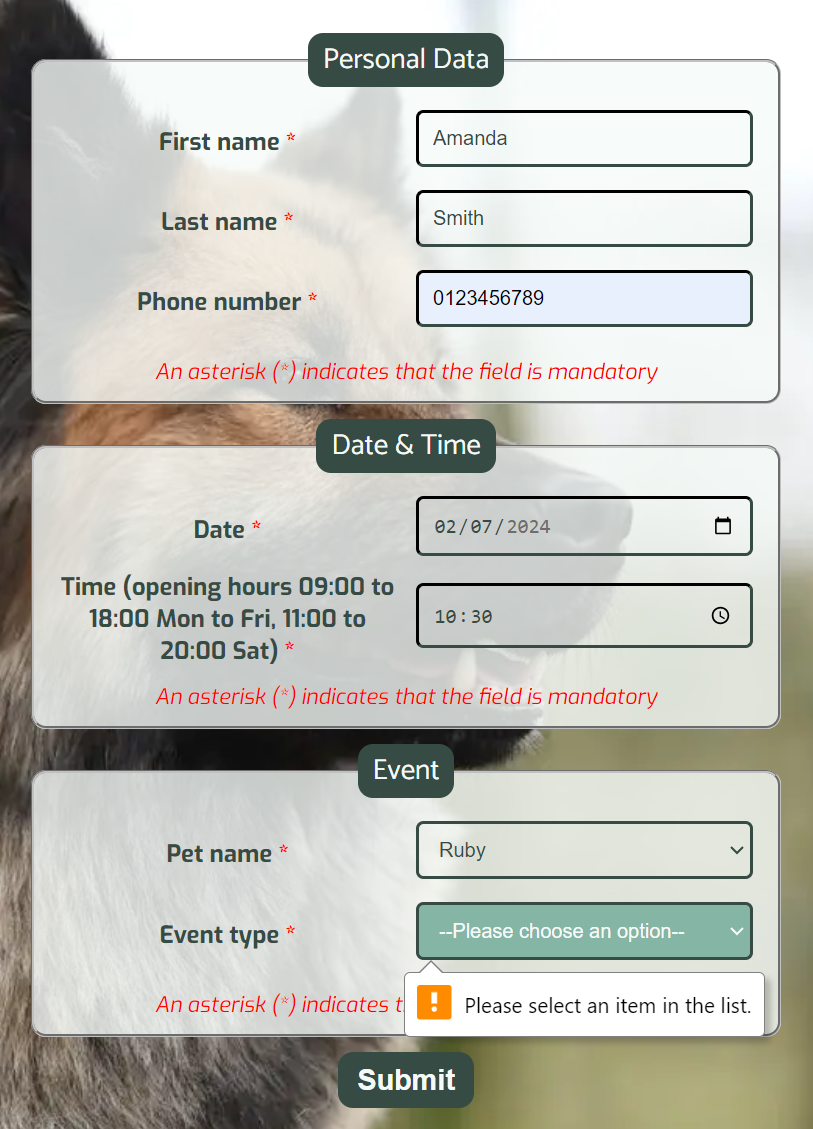 Personal Data
First name *
Amanda
Last name *
Smith
Phone number *
0123456789
An asterisk (*) indicates that the field is mandatory
Date & Time
Date *
02/07/2024
Time (opening hours 09:00 to
18:00 Mon to Fri, 11:00 to
20:00 Sat) *
10:30
An asterisk (*) indicates that the field is mandatory
Event
Pet name *
Ruby
Event type *
--Please choose an option--
Please select an item in the list.
An asterisk (*) indicates
Submit